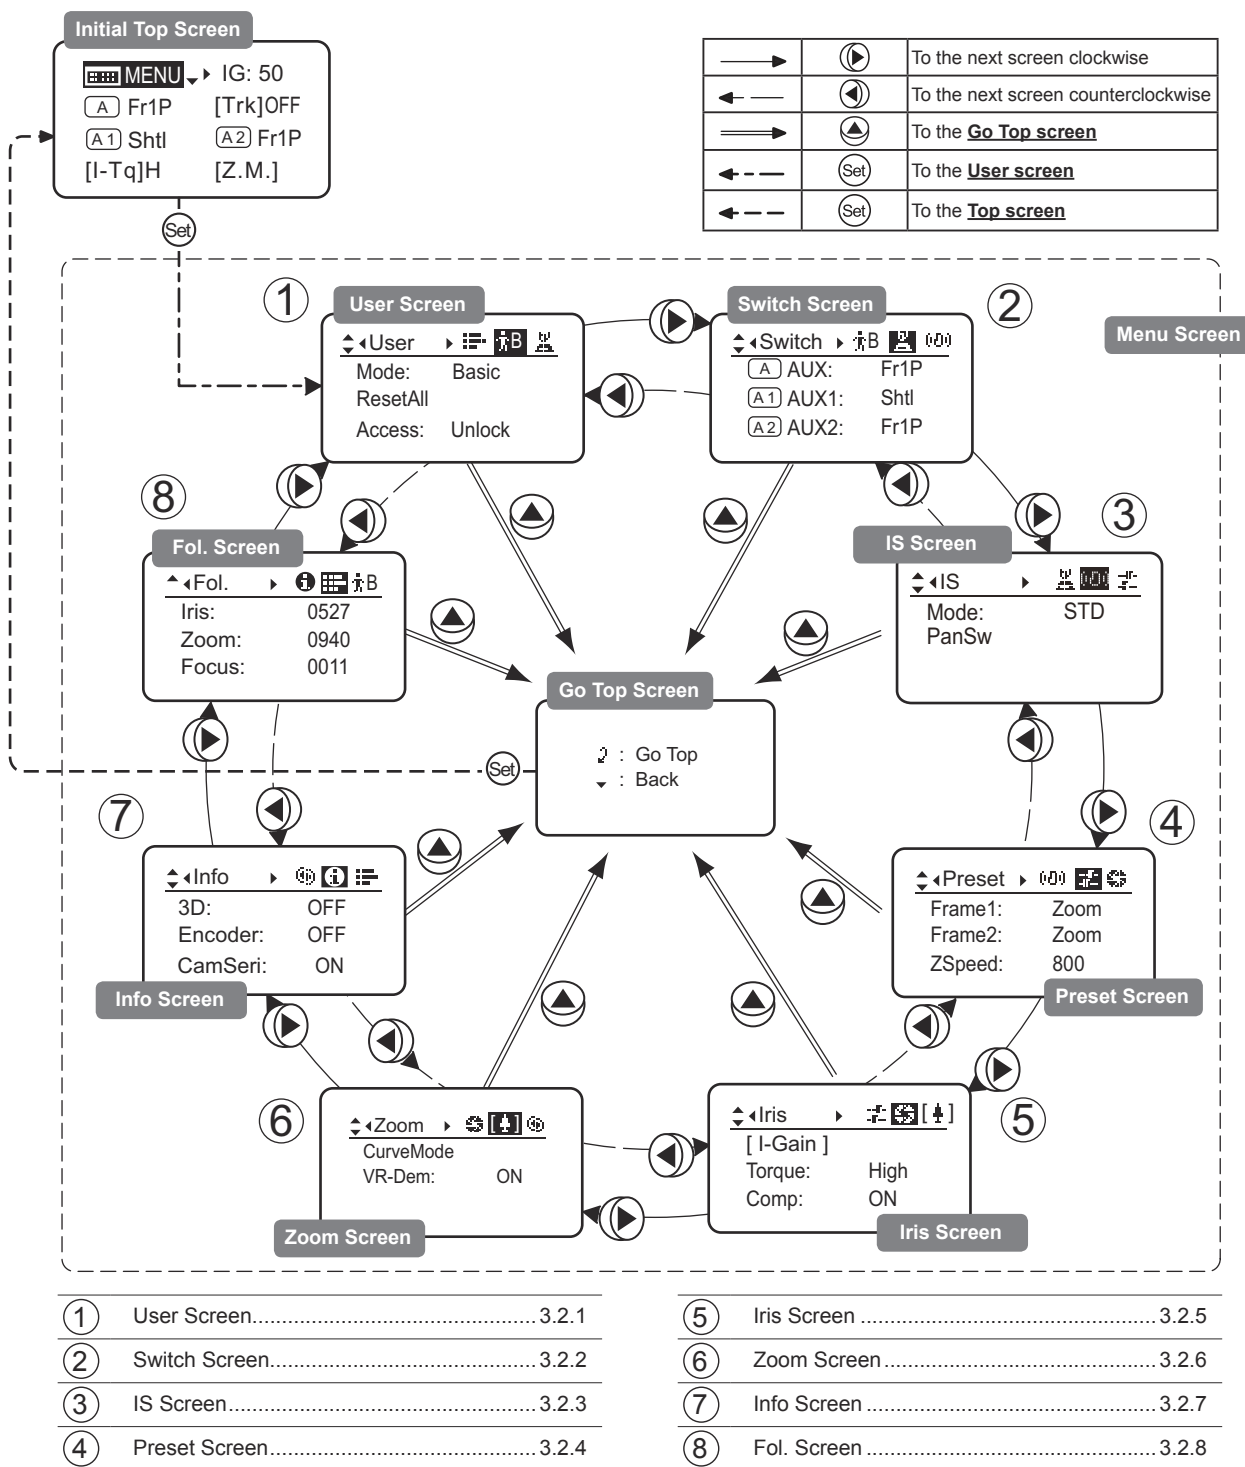 Initial Top Screen
MENU IG: 50
A Fr1P [Trk]OFF
A1 Shtl A2 Fr1P
[I-Tq]H [Z.M.]
Set
To the next screen clockwise
To the next screen counterclockwise
To the Go Top screen
Set To the User screen
Set To the Top screen
Menu Screen
1
User Screen
User B
Mode: Basic
ResetAll
Access: Unlock
2
Switch Screen
Switch B
A AUX: Fr1P
A1 AUX1: Shtl
A2 AUX2: Fr1P
8
Fol. Screen
Fol. B
Iris: 0527
Zoom: 0940
Focus: 0011
3
IS Screen
IS
Mode: STD
PanSw
Go Top Screen
: Go Top
: Back
Set
7
Info
3D: OFF
Encoder: OFF
CamSeri: ON
Info Screen
4
Preset
Frame1: Zoom
Frame2: Zoom
ZSpeed: 800
Preset Screen
6
Zoom
CurveMode
VR-Dem: ON
Zoom Screen
5
Iris
[ I-Gain ]
Torque: High
Comp: ON
Iris Screen
1 User Screen..................................................... 3.2.1
2 Switch Screen................................................. 3.2.2
3 IS Screen......................................................... 3.2.3
4 Preset Screen................................................. 3.2.4
5 Iris Screen ....................................................... 3.2.5
6 Zoom Screen................................................... 3.2.6
7 Info Screen ...................................................... 3.2.7
8 Fol. Screen ...................................................... 3.2.8